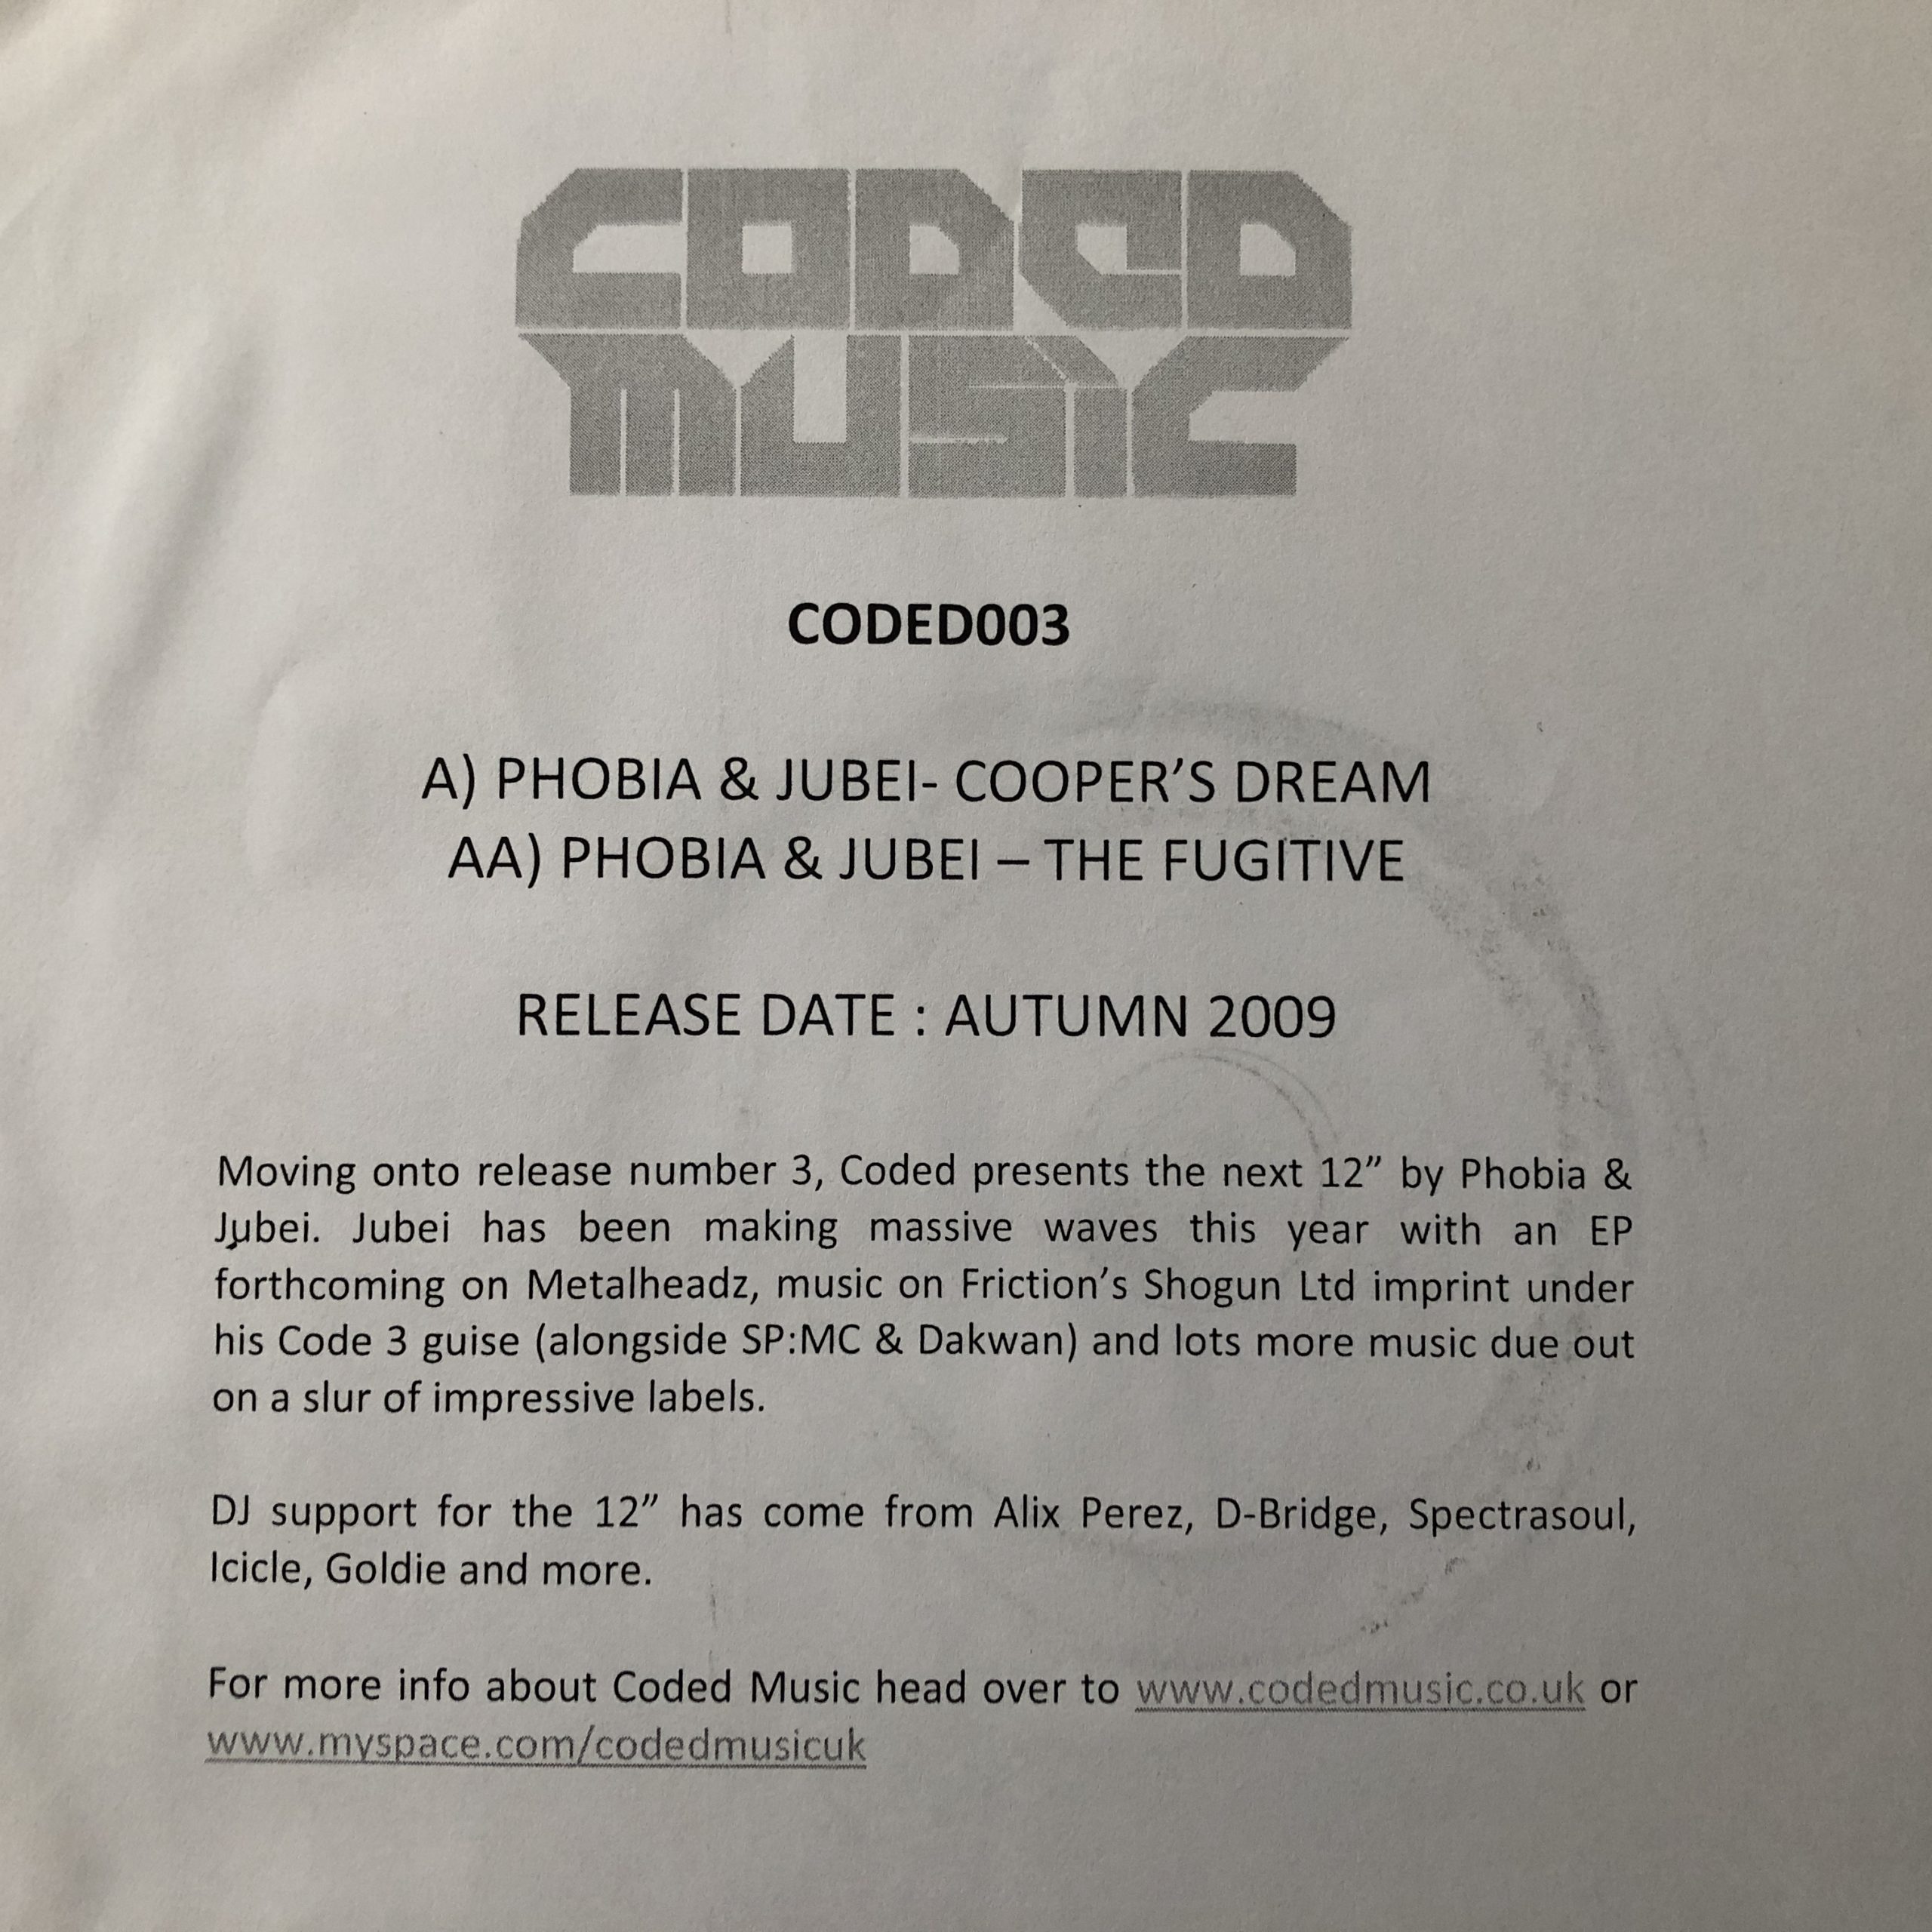 CODED
MUSIC
CODED003
A) PHOBIA & JUBEI- COOPER’S DREAM
AA) PHOBIA & JUBEI – THE FUGITIVE
RELEASE DATE : AUTUMN 2009
Moving onto release number 3, Coded presents the next 12” by Phobia &
Jubei. Jubei has been making massive waves this year with an EP
forthcoming on Metalheadz, music on Friction’s Shogun Ltd imprint under
his Code 3 guise (alongside SP:MC & Dakwan) and lots more music due out
on a slur of impressive labels.
DJ support for the 12” has come from Alix Perez, D-Bridge, Spectrasoul,
Icicle, Goldie and more.
For more info about Coded Music head over to www.codedmusic.co.uk or
www.myspace.com/codedmusicuk